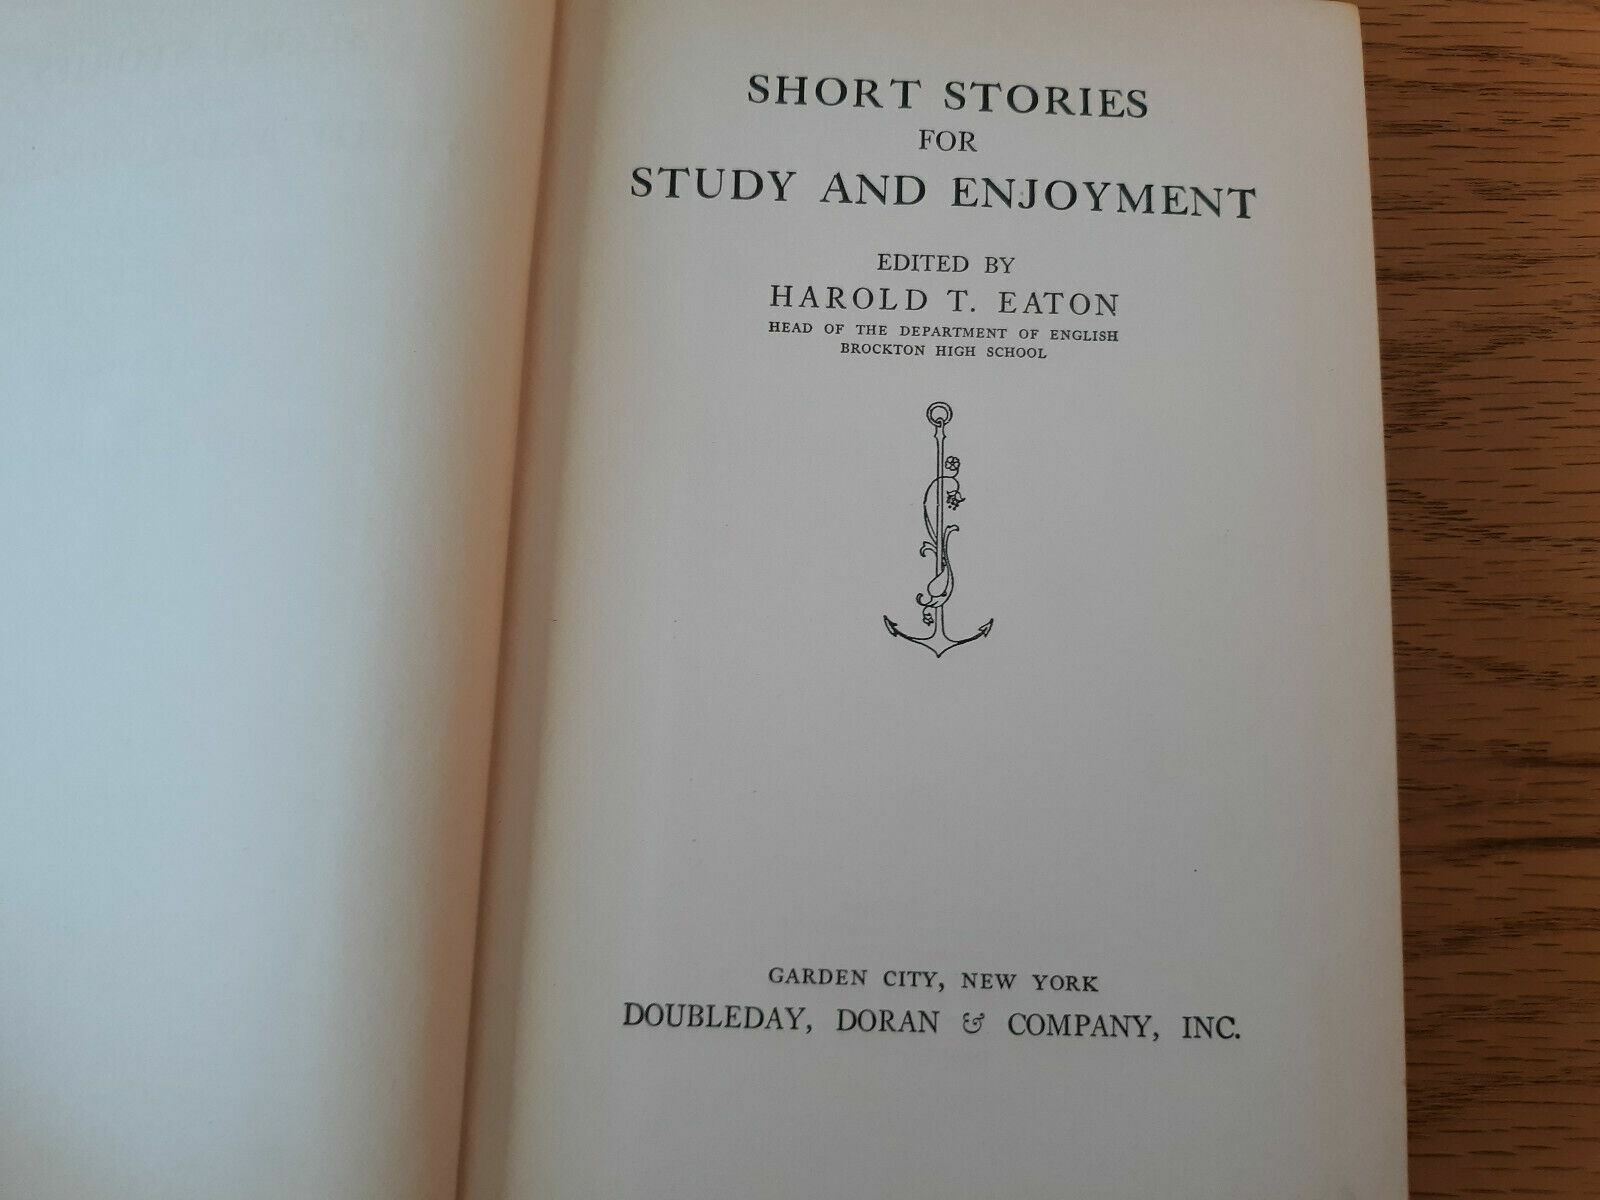 SHORT STORIES
FOR
STUDY AND ENJOYMENT
EDITED BY
HAROLD T. EATON
HEAD OF THE DEPARTMENT OF ENGLISH
BROCKTON HIGH SCHOOL
GARDEN CITY, NEW YORK
DOUBLEDAY, DORAN & COMPANY, INC.